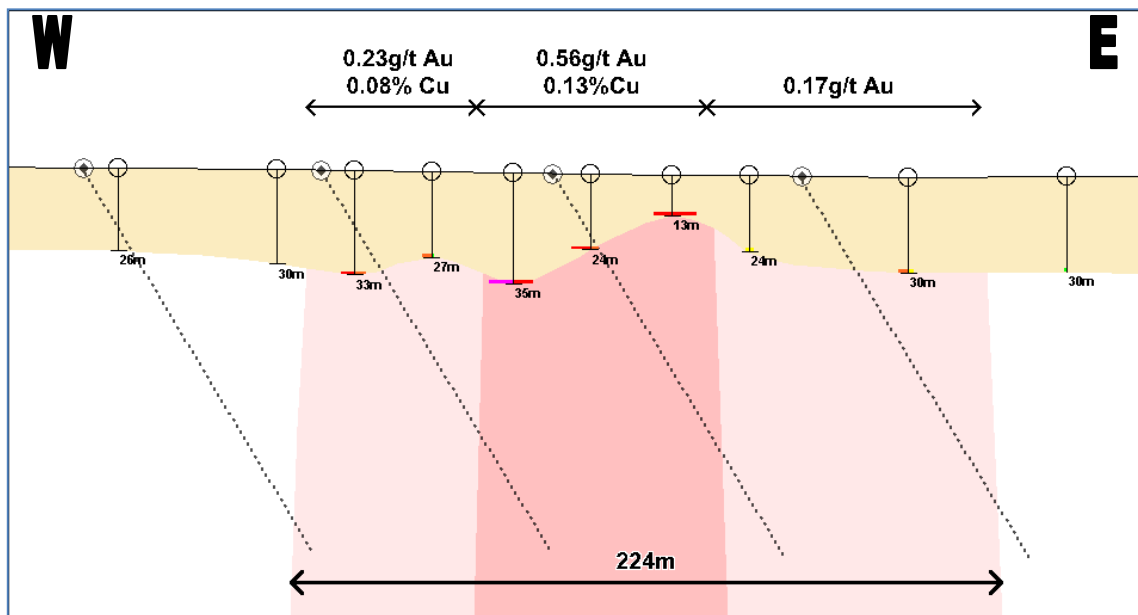 W
E
0.23g/t Au
0.08% Cu
0.56g/t Au
0.13%Cu
0.17g/t Au
26m
30m
33m
27m
35m
24m
13m
24m
30m
30m
224m